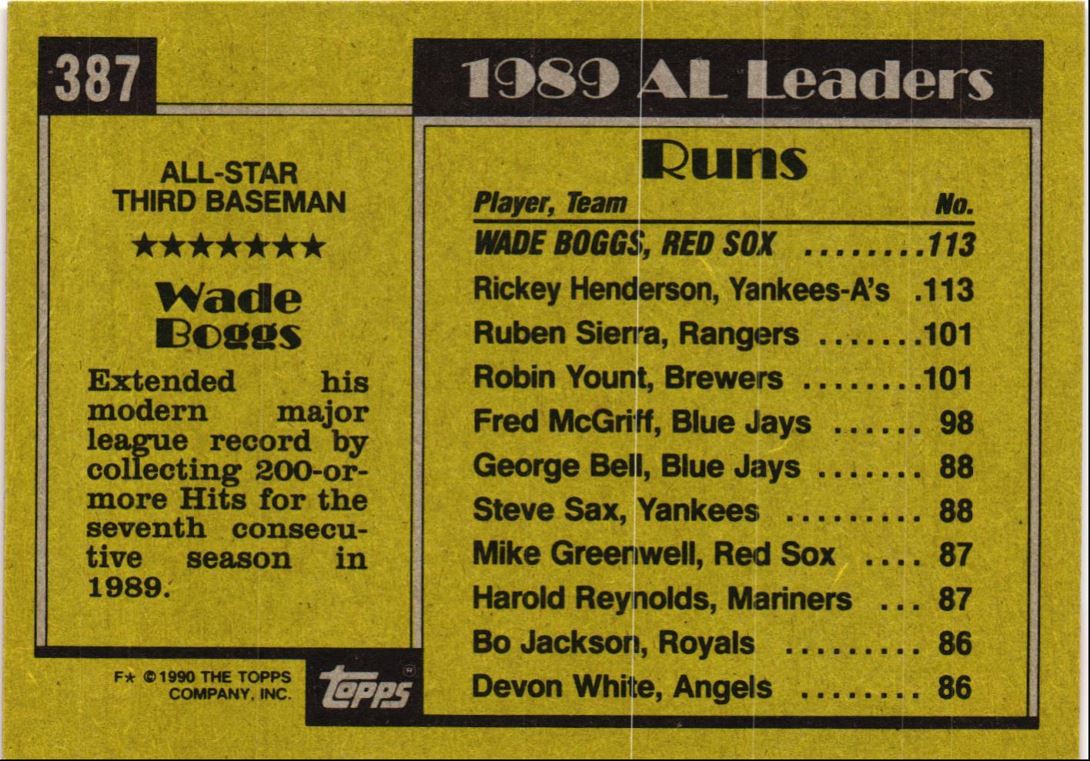 387
ALL-STAR
THIRD BASEMAN
★★★★★★★
Wade
Boggs
Extended his
modern major
league record by
collecting 200-or-
more Hits for the
seventh consecu-
tive season in
1989.
F* © 1990 THE TOPPS
COMPANY, INC.
topps ®
1989 AL Leaders
Runs
Player, Team No.
WADE BOGGS, RED SOX .........113
Rickey Henderson, Yankees-A's .113
Ruben Sierra, Rangers .......101
Robin Yount, Brewers ........101
Fred McGriff, Blue Jays ...... 98
George Bell, Blue Jays ....... 88
Steve Sax, Yankees ......... 88
Mike Greenwell, Red Sox .... 87
Harold Reynolds, Mariners ... 87
Bo Jackson, Royals ......... 86
Devon White, Angels ........ 86